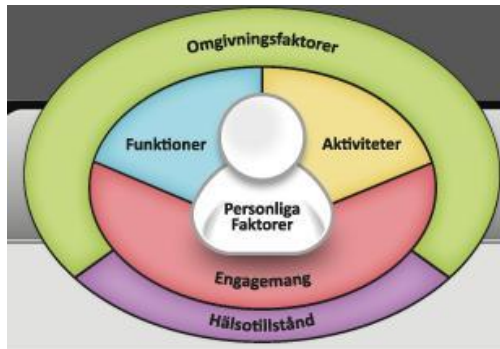 Omgivningsfaktorer
Funktioner
Aktiviteter
Personliga
Faktorer
Engagemang
Hälsotillstånd